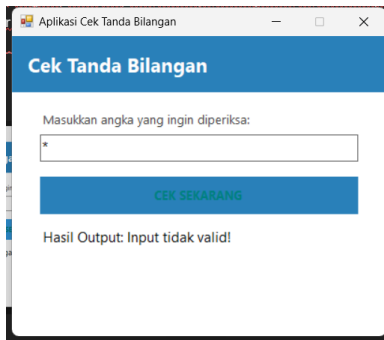 Aplikasi Cek Tanda Bilangan
Cek Tanda Bilangan
Masukkan angka yang ingin diperiksa:
*
CEK SEKARANG
Hasil Output: Input tidak valid!